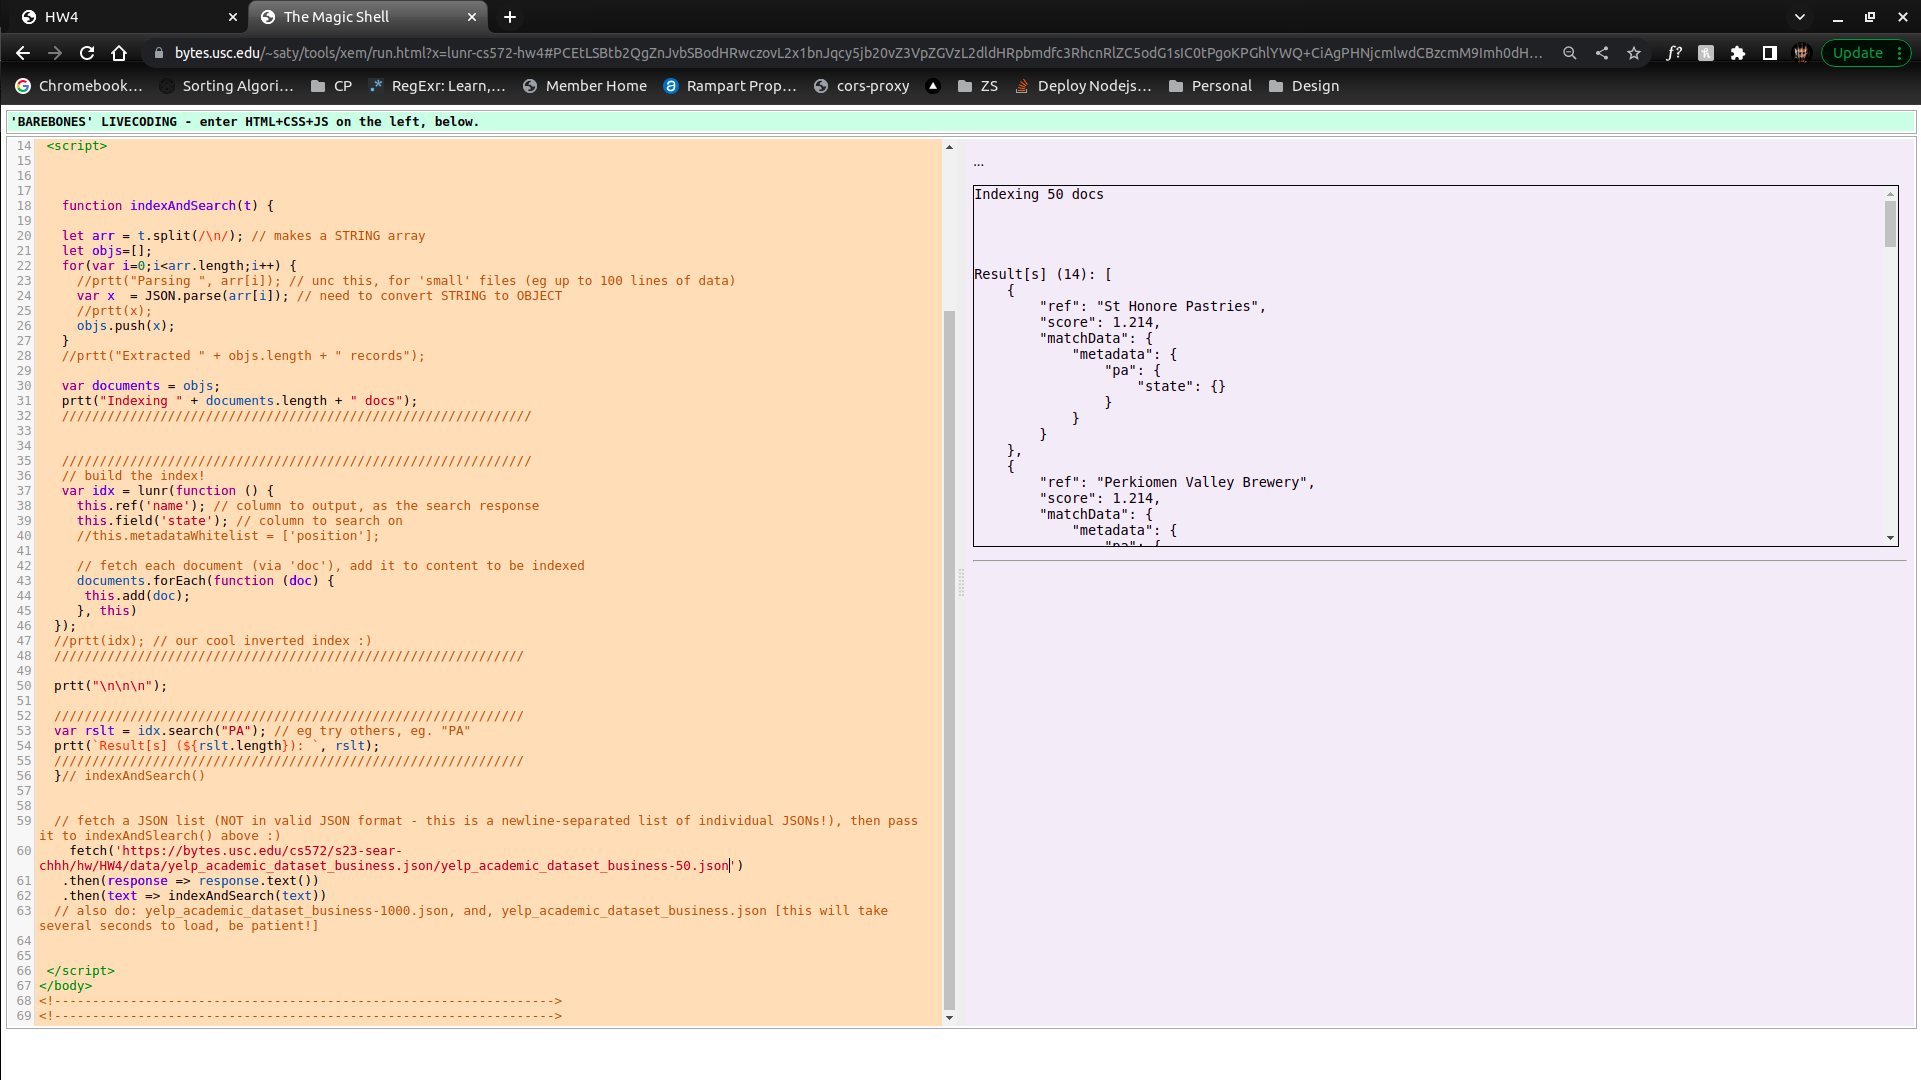 HW4
The Magic Shell
bytes.usc.edu/~saty/tools/xem/run.html?x=lunr-cs572-hw4#PCEtLSBtb2QgZnJvbSBodHRwczovL2x1bnJqcy5jb20vZ3VpZGVzL2dldHRpbmdfc3RhcnRlZC5odG1sIC0tPgoKPGhlYWQ+CiAgPHNjcmlwdCBzcmM9Imh0dH...
Update
Chromebook...
Sorting Algori...
CP
RegExr: Learn,...
Member Home
Rampart Prop...
cors-proxy
ZS
Deploy Nodejs...
Personal
Design
'BAREBONES' LIVECODING - enter HTML+CSS+JS on the left, below.
14 <script>
15
16
17
18 function indexAndSearch(t) {
19
20 let arr = t.split(/\n/); // makes a STRING array
21 let objs=[];
22 for(var i=0;i<arr.length;i++) {
23 //prtt("Parsing ", arr[i]); // unc this, for 'small' files (eg up to 100 lines of data)
24 var x  = JSON.parse(arr[i]); // need to convert STRING to OBJECT
25 //prtt(x);
26 objs.push(x);
27 }
28 //prtt("Extracted " + objs.length + " records");
29
30 var documents = objs;
31 prtt("Indexing " + documents.length + " docs");
32 //////////////////////////////////////////////////////////////
33
34
35 //////////////////////////////////////////////////////////////
36 // build the index!
37 var idx = lunr(function () {
38 this.ref('name'); // column to output, as the search response
39 this.field('state'); // column to search on
40 //this.metadataWhitelist = ['position'];
41
42 // fetch each document (via 'doc'), add it to content to be indexed
43 documents.forEach(function (doc) {
44 this.add(doc);
45 }, this)
46 });
47 //prtt(idx); // our cool inverted index :)
48 //////////////////////////////////////////////////////////////
49
50 prtt("\n\n\n");
51
52 //////////////////////////////////////////////////////////////
53 var rslt = idx.search("PA"); // eg try others, eg. "PA"
54 prtt(`Result[s] (${rslt.length}): `, rslt);
55 //////////////////////////////////////////////////////////////
56 }// indexAndSearch()
57
58
59 // fetch a JSON list (NOT in valid JSON format - this is a newline-separated list of individual JSONs!), then pass
it to indexAndSlearch() above :)
60 fetch('https://bytes.usc.edu/cs572/s23-sear-
chhh/hw/HW4/data/yelp_academic_dataset_business.json/yelp_academic_dataset_business-50.json')
61 .then(response => response.text())
62 .then(text => indexAndSearch(text))
63 // also do: yelp_academic_dataset_business-1000.json, and, yelp_academic_dataset_business.json [this will take
several seconds to load, be patient!]
64
65
66 </script>
67 </body>
68 <!------------------------------------------------------------------>
69 <!------------------------------------------------------------------>
...
Indexing 50 docs
Result[s] (14): [
{
"ref": "St Honore Pastries",
"score": 1.214,
"matchData": {
"metadata": {
"pa": {
"state": {}
}
}
}
},
{
"ref": "Perkiomen Valley Brewery",
"score": 1.214,
"matchData": {
"metadata": {
"pa": {